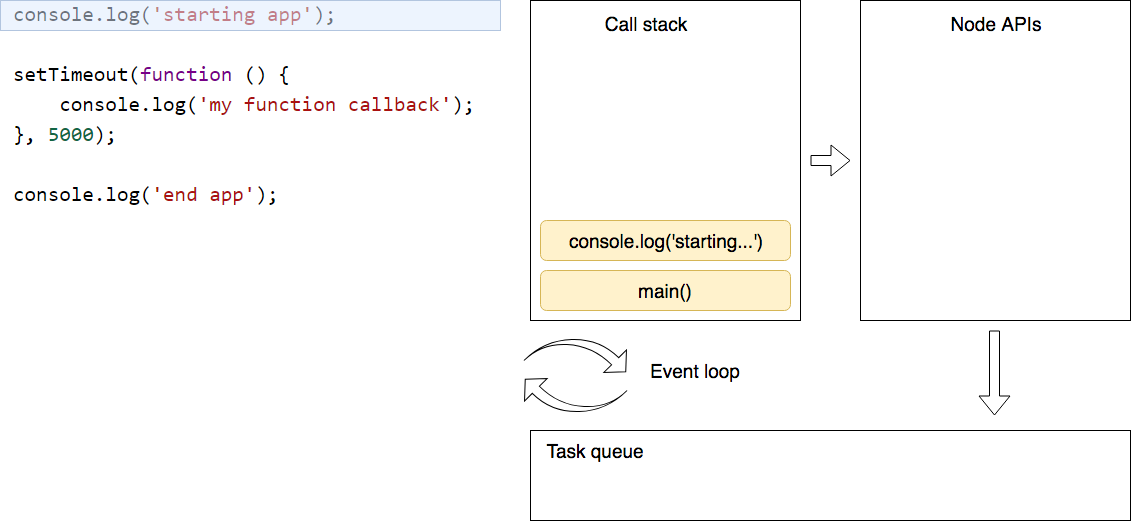 console.log('starting app');
setTimeout(function () {
    console.log('my function callback');
}, 5000);
console.log('end app');
Call stack
console.log('starting...')
main()
Node APIs
Event loop
Task queue